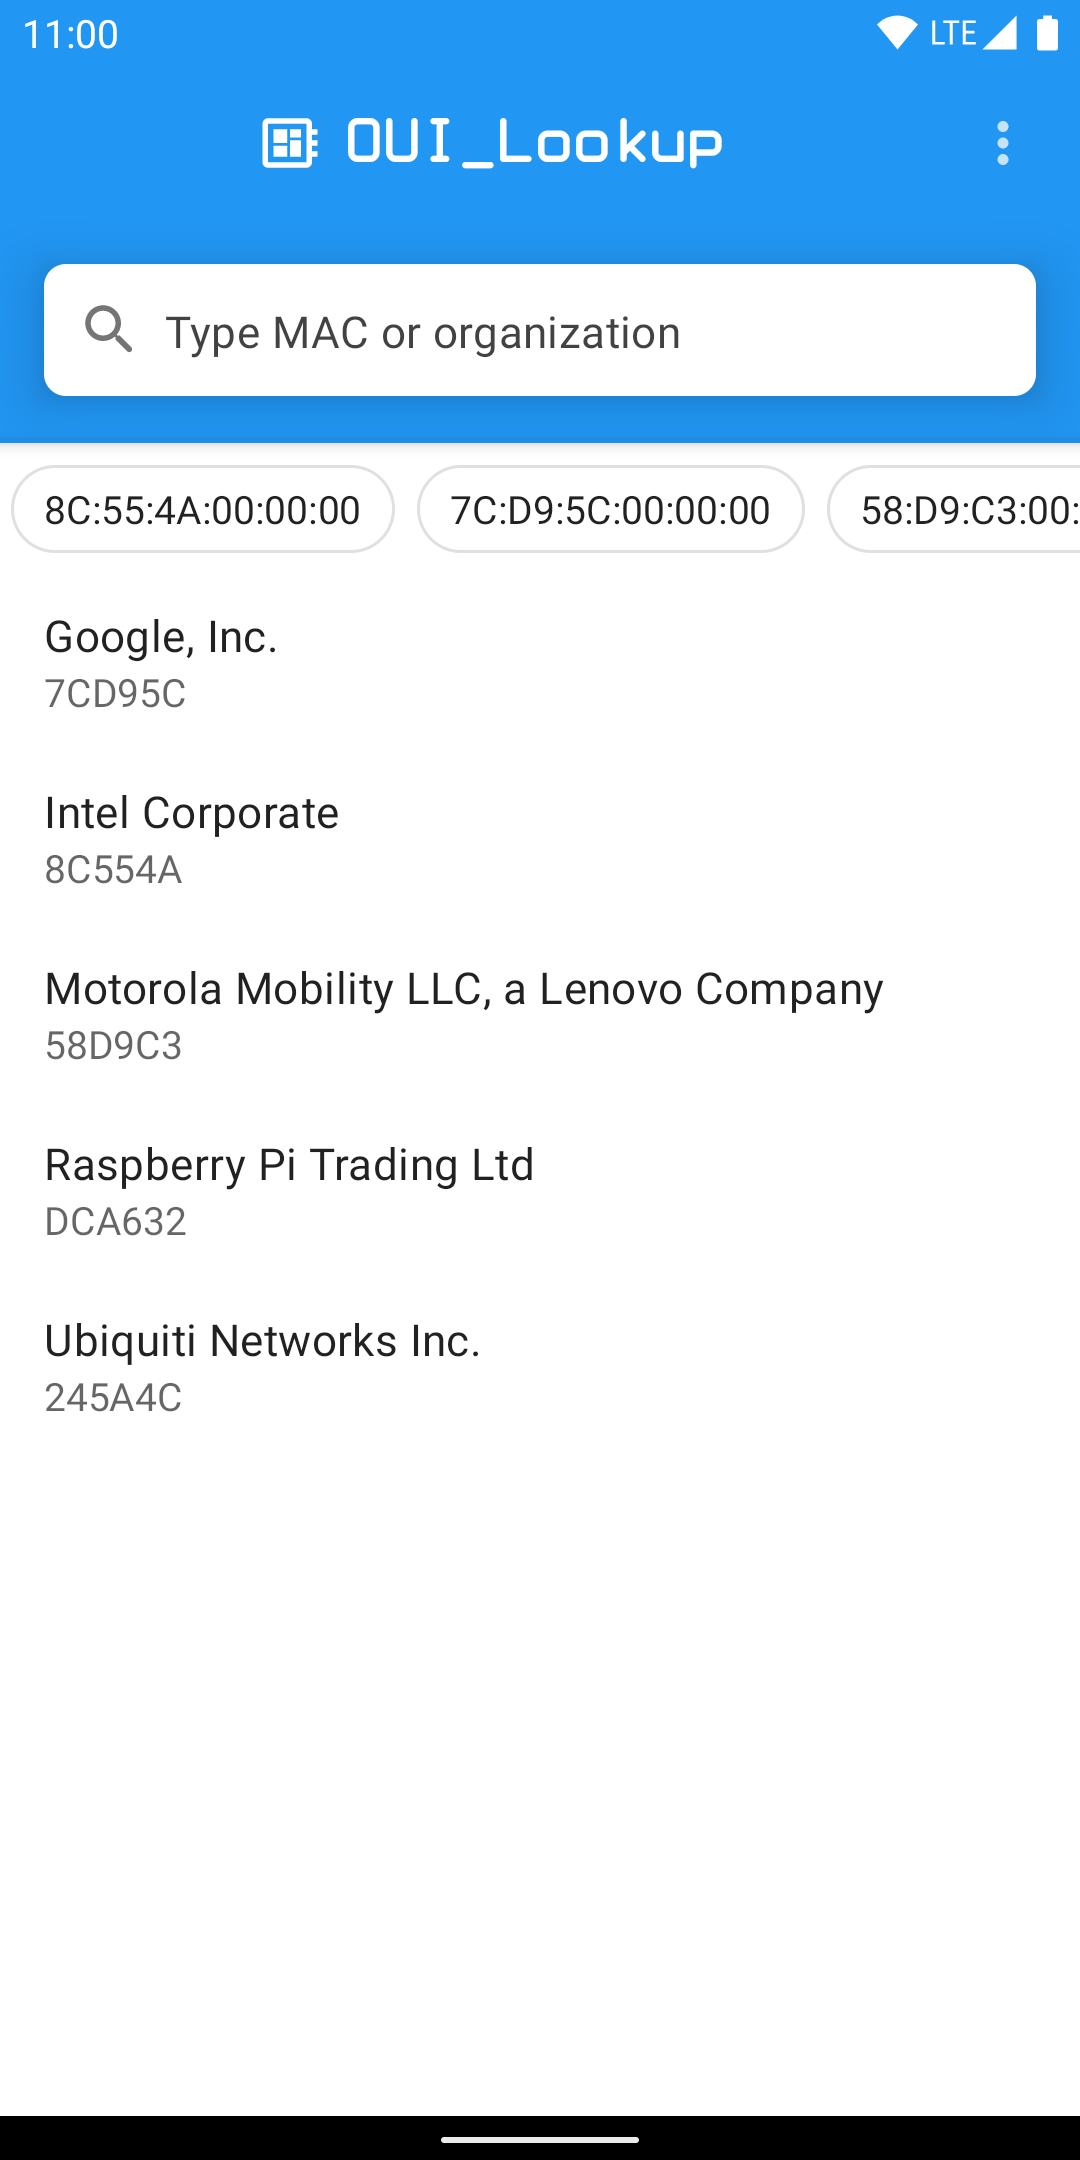 11:00 LTE
OUI_Lookup
Type MAC or organization
8C:55:4A:00:00:00 7C:D9:5C:00:00:00 58:D9:C3:00:
Google, Inc.
7CD95C
Intel Corporate
8C554A
Motorola Mobility LLC, a Lenovo Company
58D9C3
Raspberry Pi Trading Ltd
DCA632
Ubiquiti Networks Inc.
245A4C